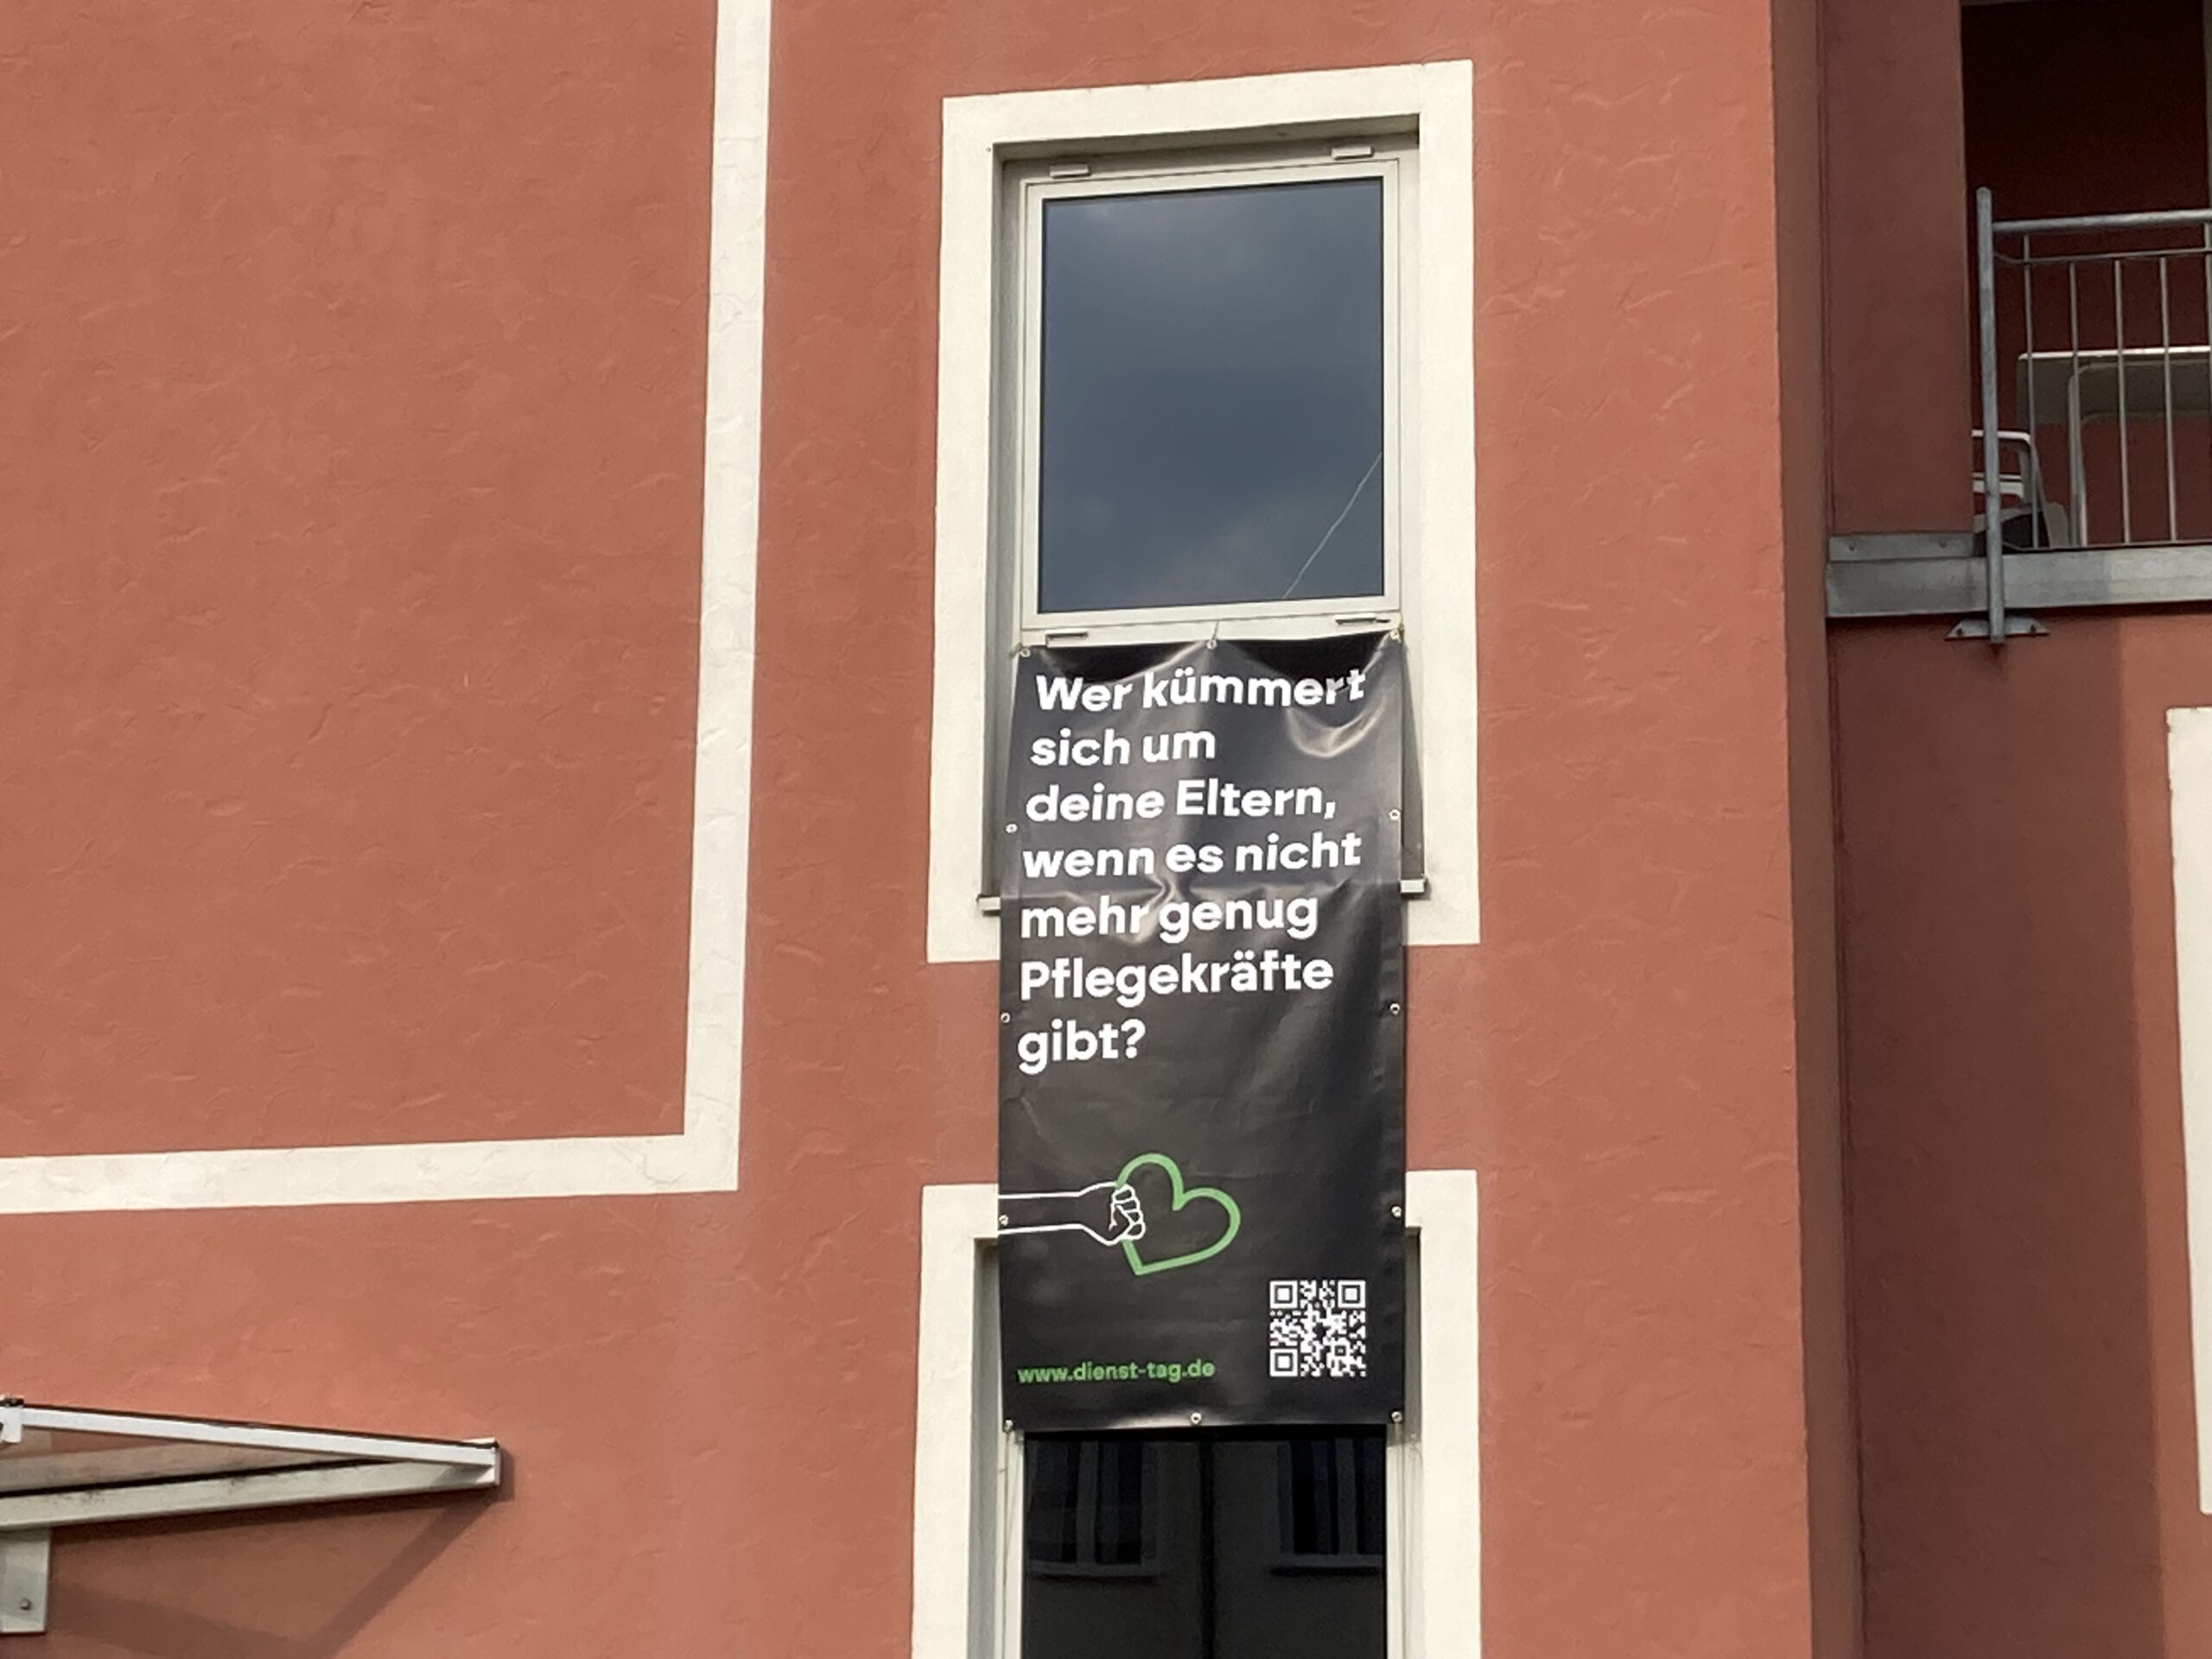 Wer kümmert
sich um
deine Eltern,
wenn es nicht
mehr genug
Pflegekräfte
gibt?
www.dienst-tag.de